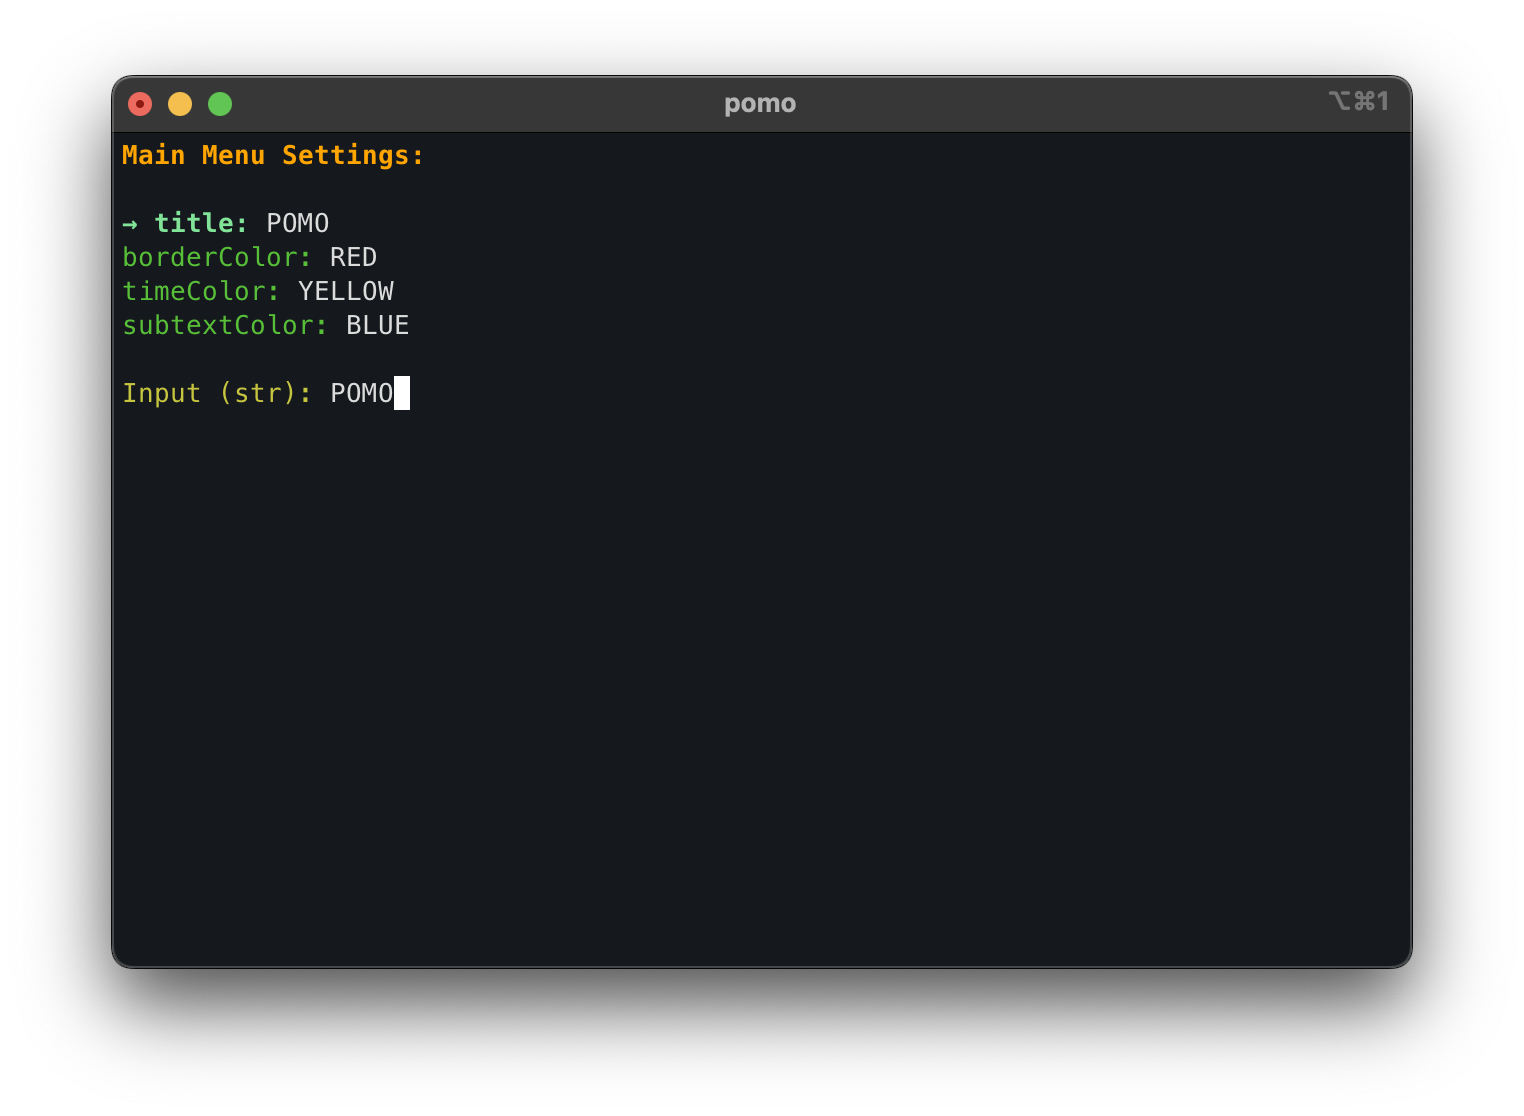 pomo
⌥⌘1
Main Menu Settings:
→ title: POMO
borderColor: RED
timeColor: YELLOW
subtextColor: BLUE
Input (str): POMO